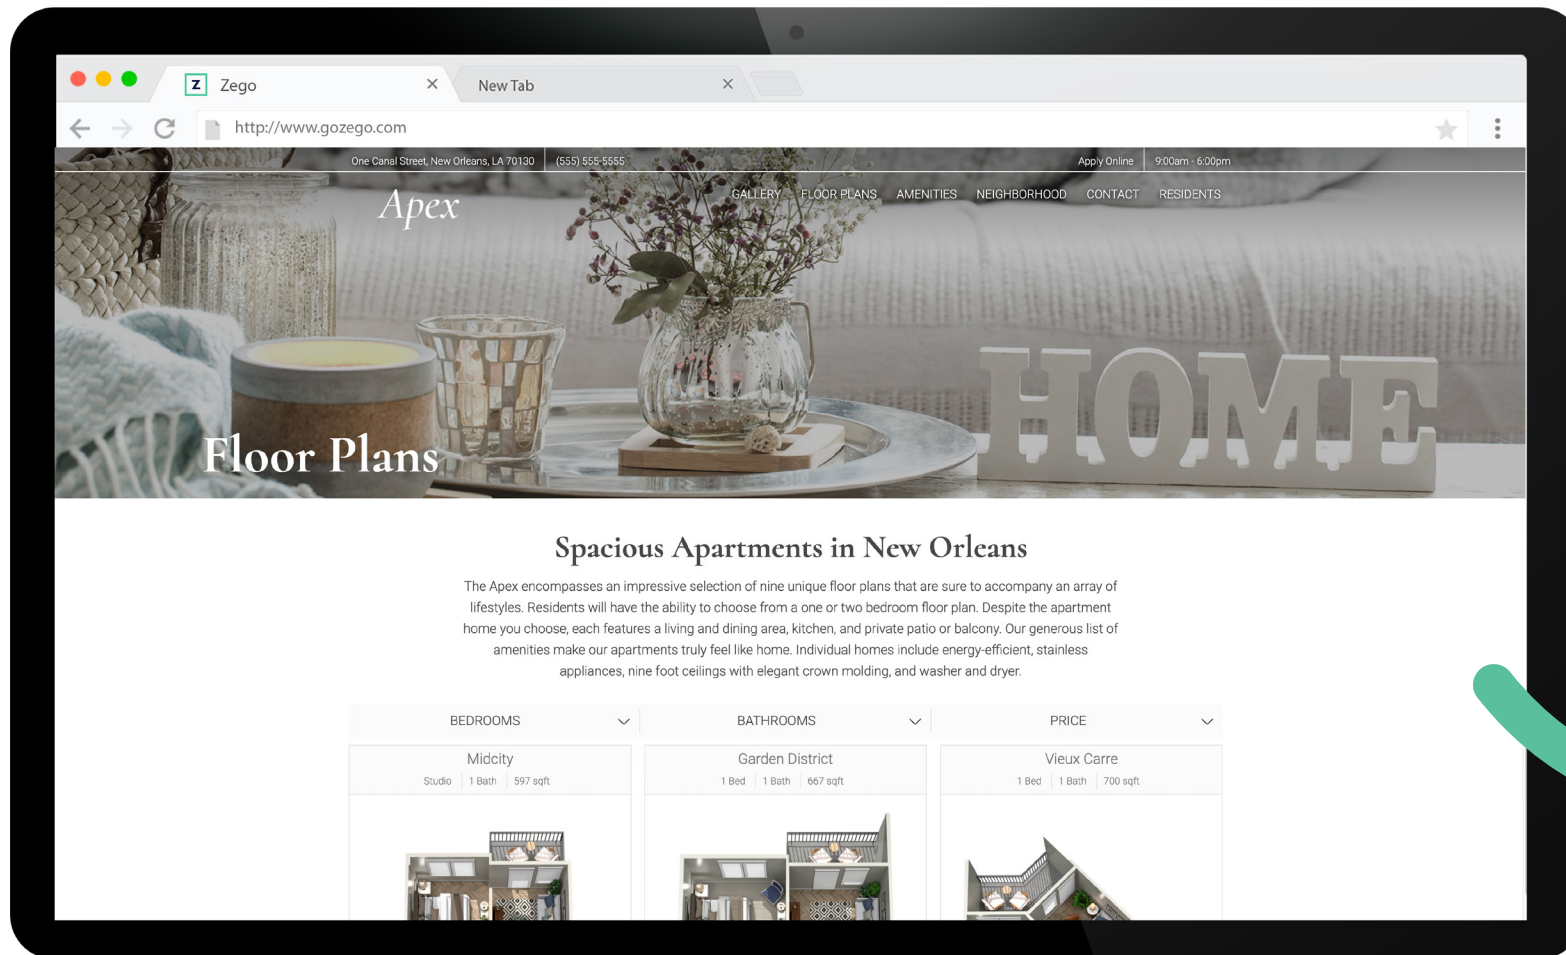 Z Zego
New Tab
http://www.gozego.com
One Canal Street, New Orleans, LA 70130 (555) 555-5555 Apply Online 9:00am - 6:00pm
Apex
GALLERY FLOOR PLANS AMENITIES NEIGHBORHOOD CONTACT RESIDENTS
HOME
Floor Plans
Spacious Apartments in New Orleans
The Apex encompasses an impressive selection of nine unique floor plans that are sure to accompany an array of
lifestyles. Residents will have the ability to choose from a one or two bedroom floor plan. Despite the apartment
home you choose, each features a living and dining area, kitchen, and private patio or balcony. Our generous list of
amenities make our apartments truly feel like home. Individual homes include energy-efficient, stainless
appliances, nine foot ceilings with elegant crown molding, and washer and dryer.
BEDROOMS BATHROOMS PRICE
Midcity
Studio 1 Bath 597 sqft
Garden District
1 Bed 1 Bath 667 sqft
Vieux Carre
1 Bed 1 Bath 700 sqft